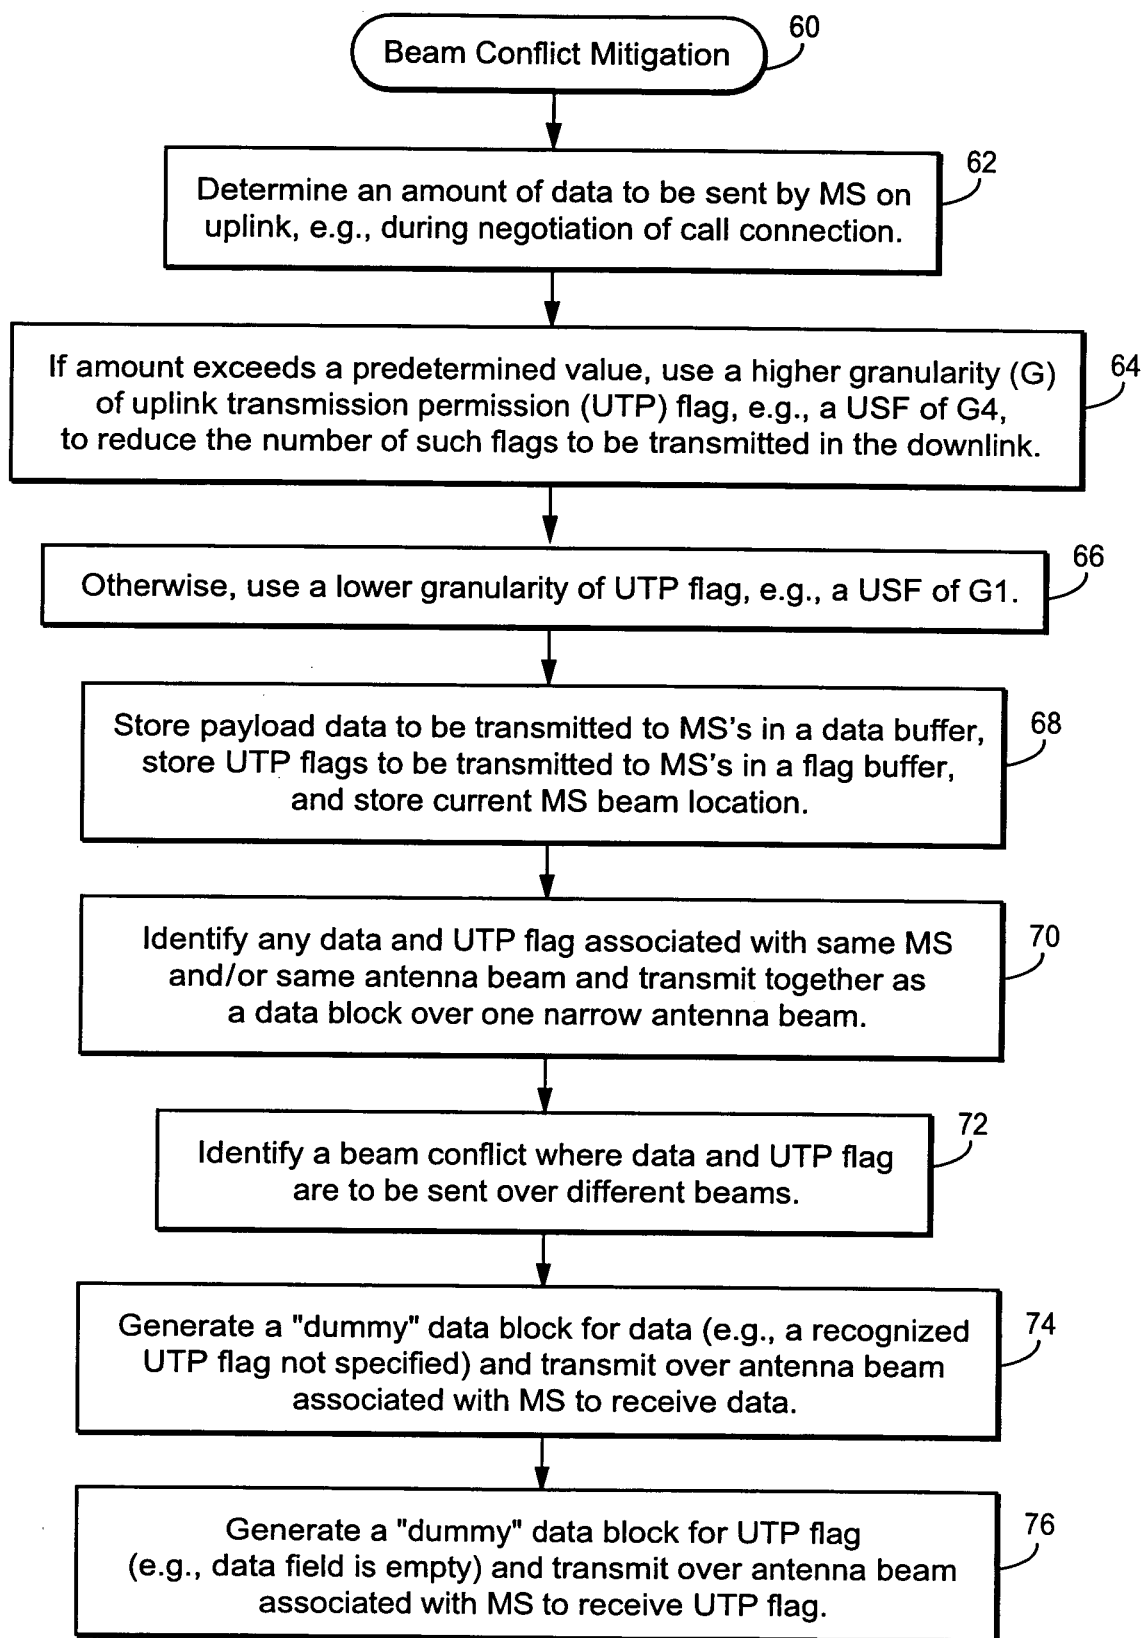 Beam Conflict Mitigation
60
Determine an amount of data to be sent by MS on
uplink, e.g., during negotiation of call connection.
62
If amount exceeds a predetermined value, use a higher granularity (G)
of uplink transmission permission (UTP) flag, e.g., a USF of G4,
to reduce the number of such flags to be transmitted in the downlink.
64
Otherwise, use a lower granularity of UTP flag, e.g., a USF of G1.
66
Store payload data to be transmitted to MS's in a data buffer,
store UTP flags to be transmitted to MS's in a flag buffer,
and store current MS beam location.
68
Identify any data and UTP flag associated with same MS
and/or same antenna beam and transmit together as
a data block over one narrow antenna beam.
70
Identify a beam conflict where data and UTP flag
are to be sent over different beams.
72
Generate a "dummy" data block for data (e.g., a recognized
UTP flag not specified) and transmit over antenna beam
associated with MS to receive data.
74
Generate a "dummy" data block for UTP flag
(e.g., data field is empty) and transmit over antenna beam
associated with MS to receive UTP flag.
76